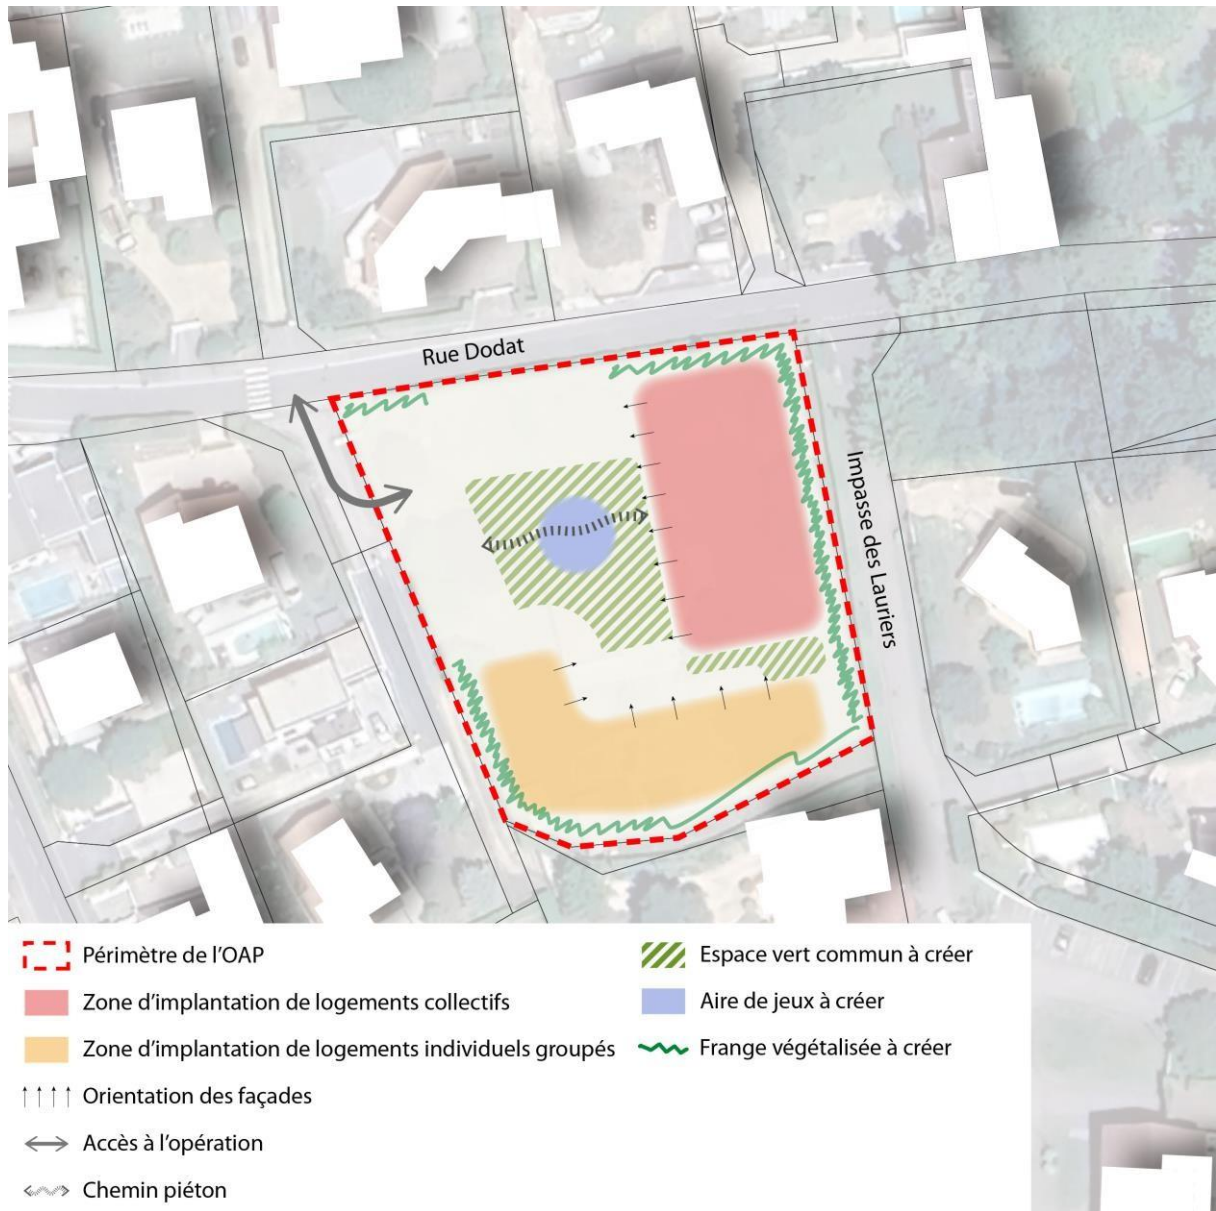 Rue Dodat
Impasse des Lauriers
Périmètre de l'OAP
Zone d'implantation de logements collectifs
Zone d'implantation de logements individuels groupés
Orientation des façades
Accès à l'opération
Chemin piéton
Espace vert commun à créer
Aire de jeux à créer
Frange végétalisée à créer